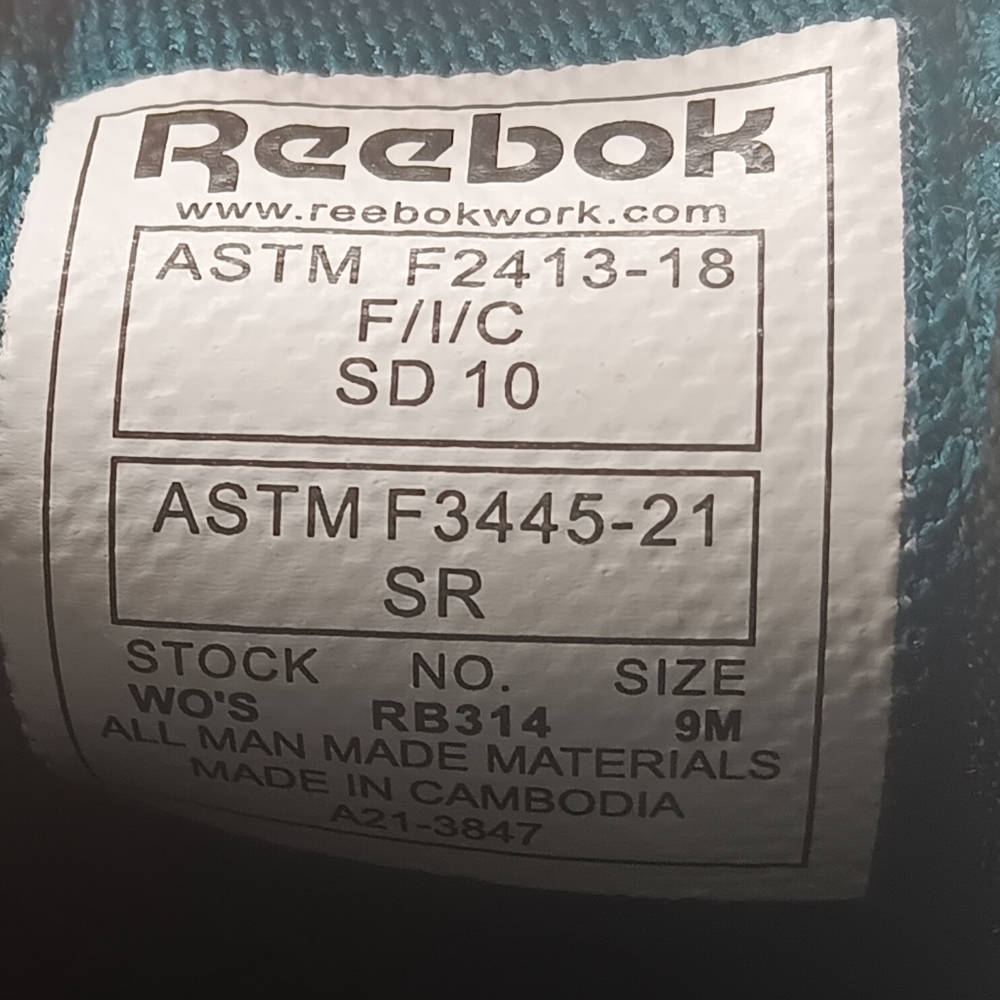 Reebok
www.reebokwork.com
ASTM F2413-18
F/I/C
SD 10
ASTM F3445-21
SR
STOCK NO. SIZE
WO'S RB314 9M
ALL MAN MADE MATERIALS
MADE IN CAMBODIA
A21-3847